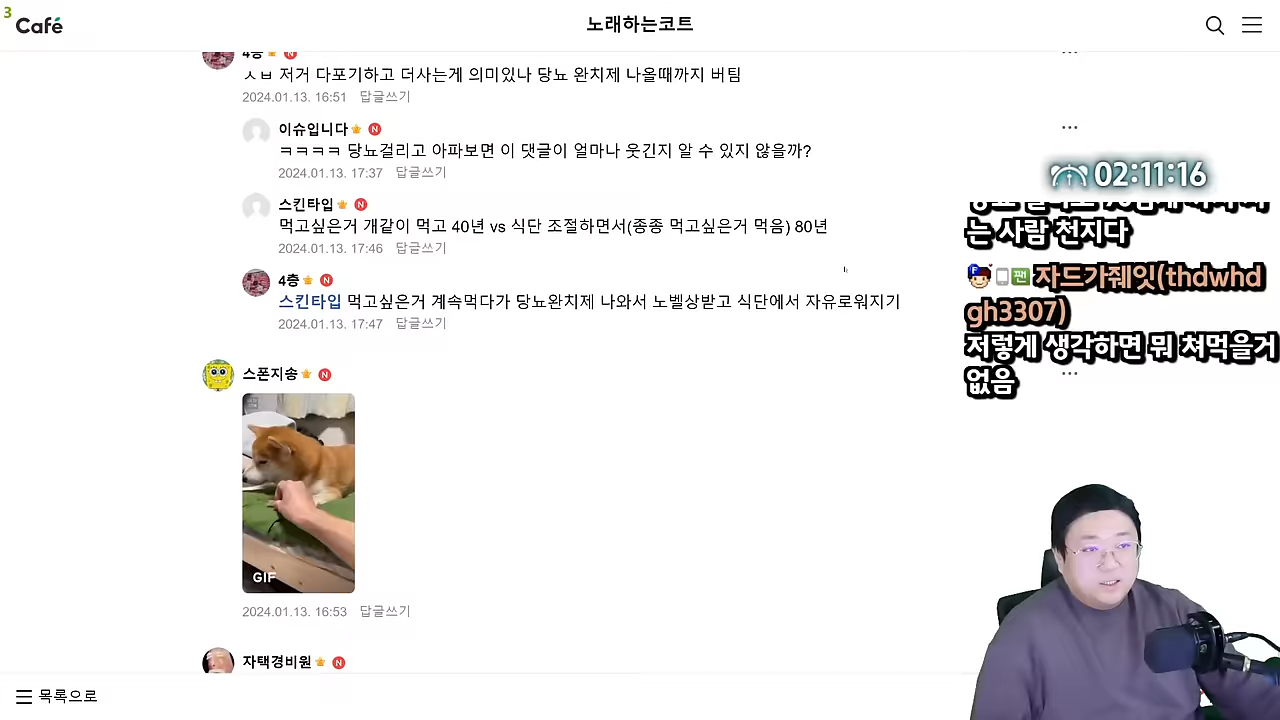 3
Café
노래하는코트
4층
ㅅㅂ 저거 다포기하고 더사는게 의미있나 당뇨 완치제 나올때까지 버팀
2024.01.13. 16:51 답글쓰기
이슈입니다 N
ㅋㅋㅋㅋ 당뇨걸리고 아파보면 이 댓글이 얼마나 웃긴지 알 수 있지 않을까?
2024.01.13. 17:37 답글쓰기
스킨타입 N
먹고싶은거 개같이 먹고 40년 vs 식단 조절하면서(종종 먹고싶은거 먹음) 80년
2024.01.13. 17:46 답글쓰기
4층 N
스킨타입 먹고싶은거 계속먹다가 당뇨완치제 나와서 노벨상받고 식단에서 자유로워지기
2024.01.13. 17:47 답글쓰기
스폰지송 N
GIF
2024.01.13. 16:53 답글쓰기
자택경비원 N
목록으로
02:11:16
는 사람 천지다
F 팬 자드가줴잇(thdwhd
gh3307)
저렇게 생각하면 뭐 쳐먹을거
없음